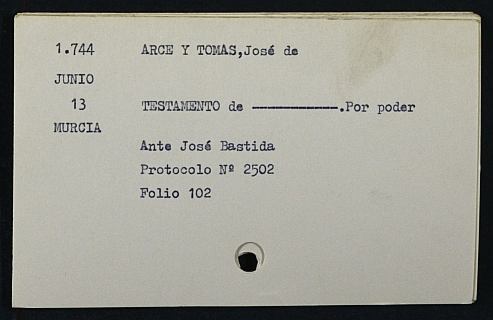 1.744 ARCE Y TOMAS,José de
JUNIO
13 TESTAMENTO de ——————.Por poder
MURCIA
Ante José Bastida
Protocolo Nº 2502
Folio 102